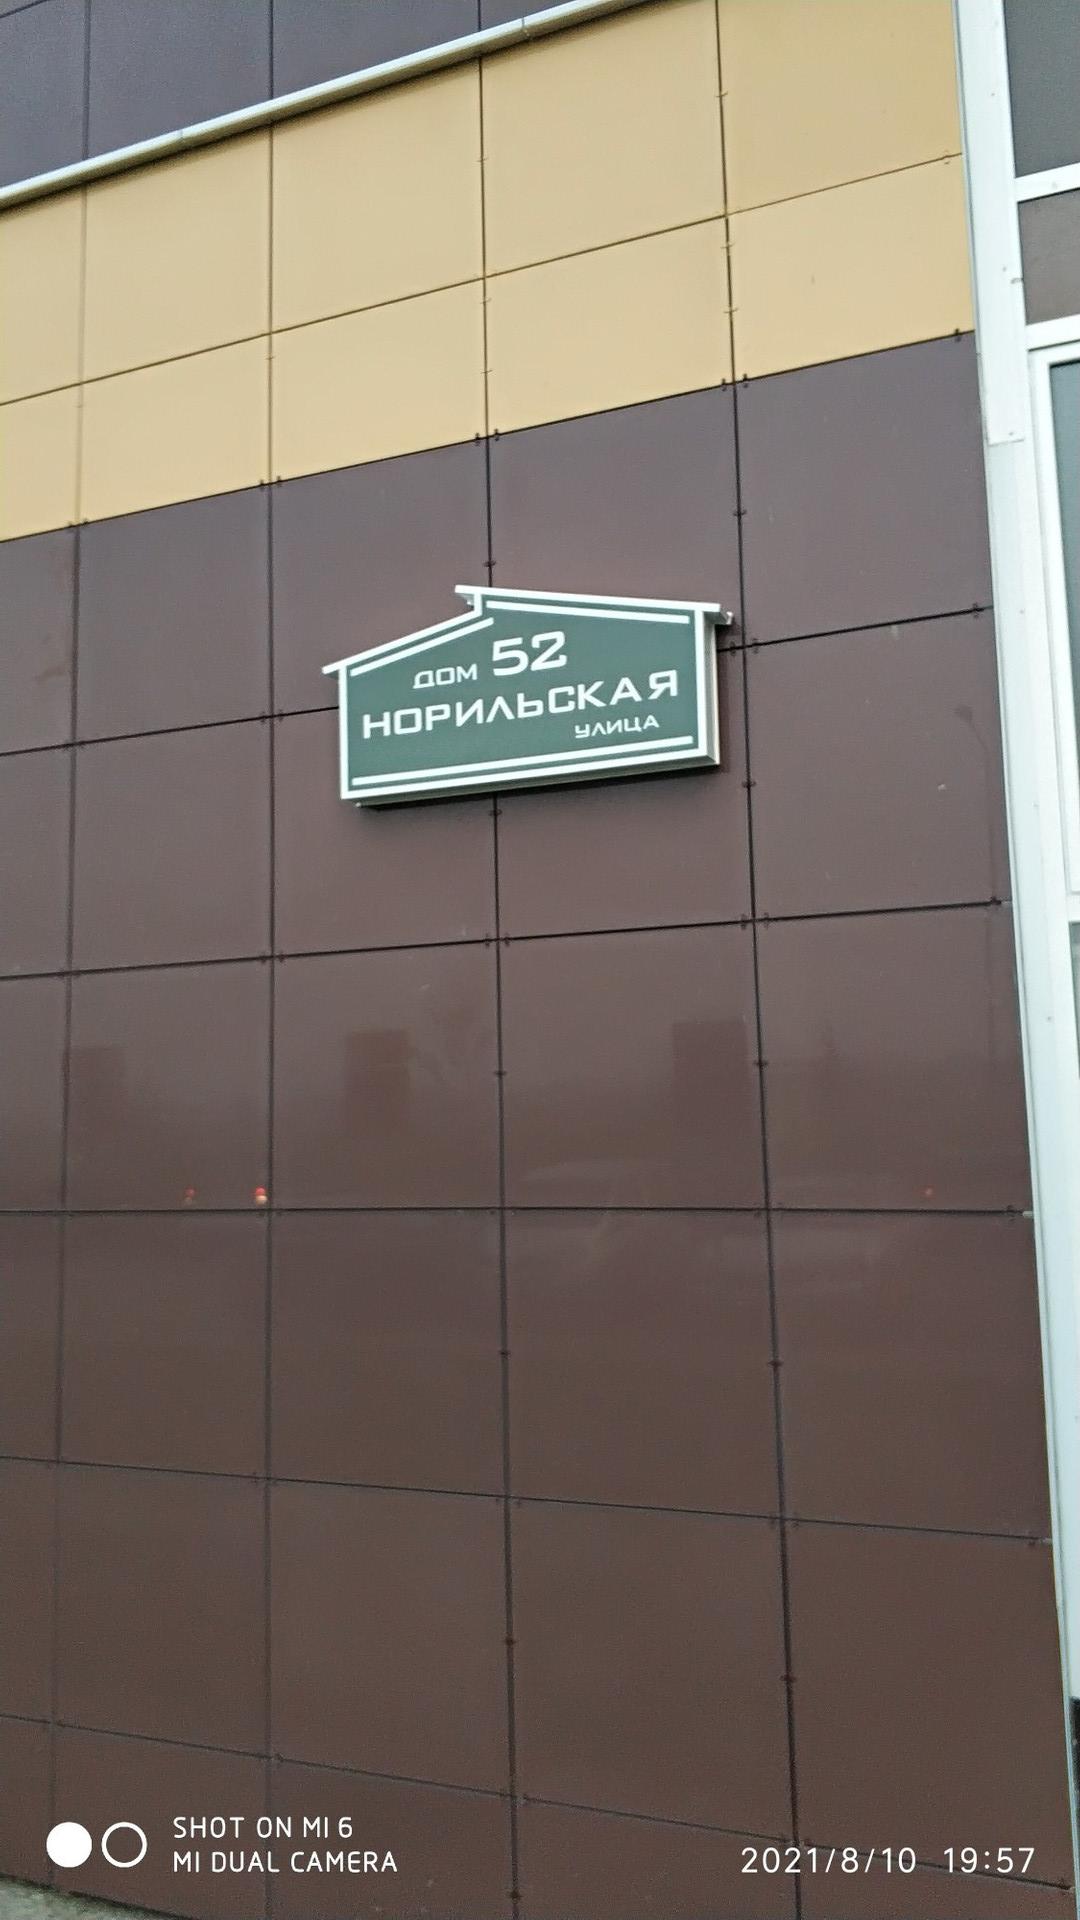 ДОМ 52
НОРИЛЬСКАЯ
УЛИЦА
SHOT ON MI 6
MI DUAL CAMERA
2021/8/10 19:57